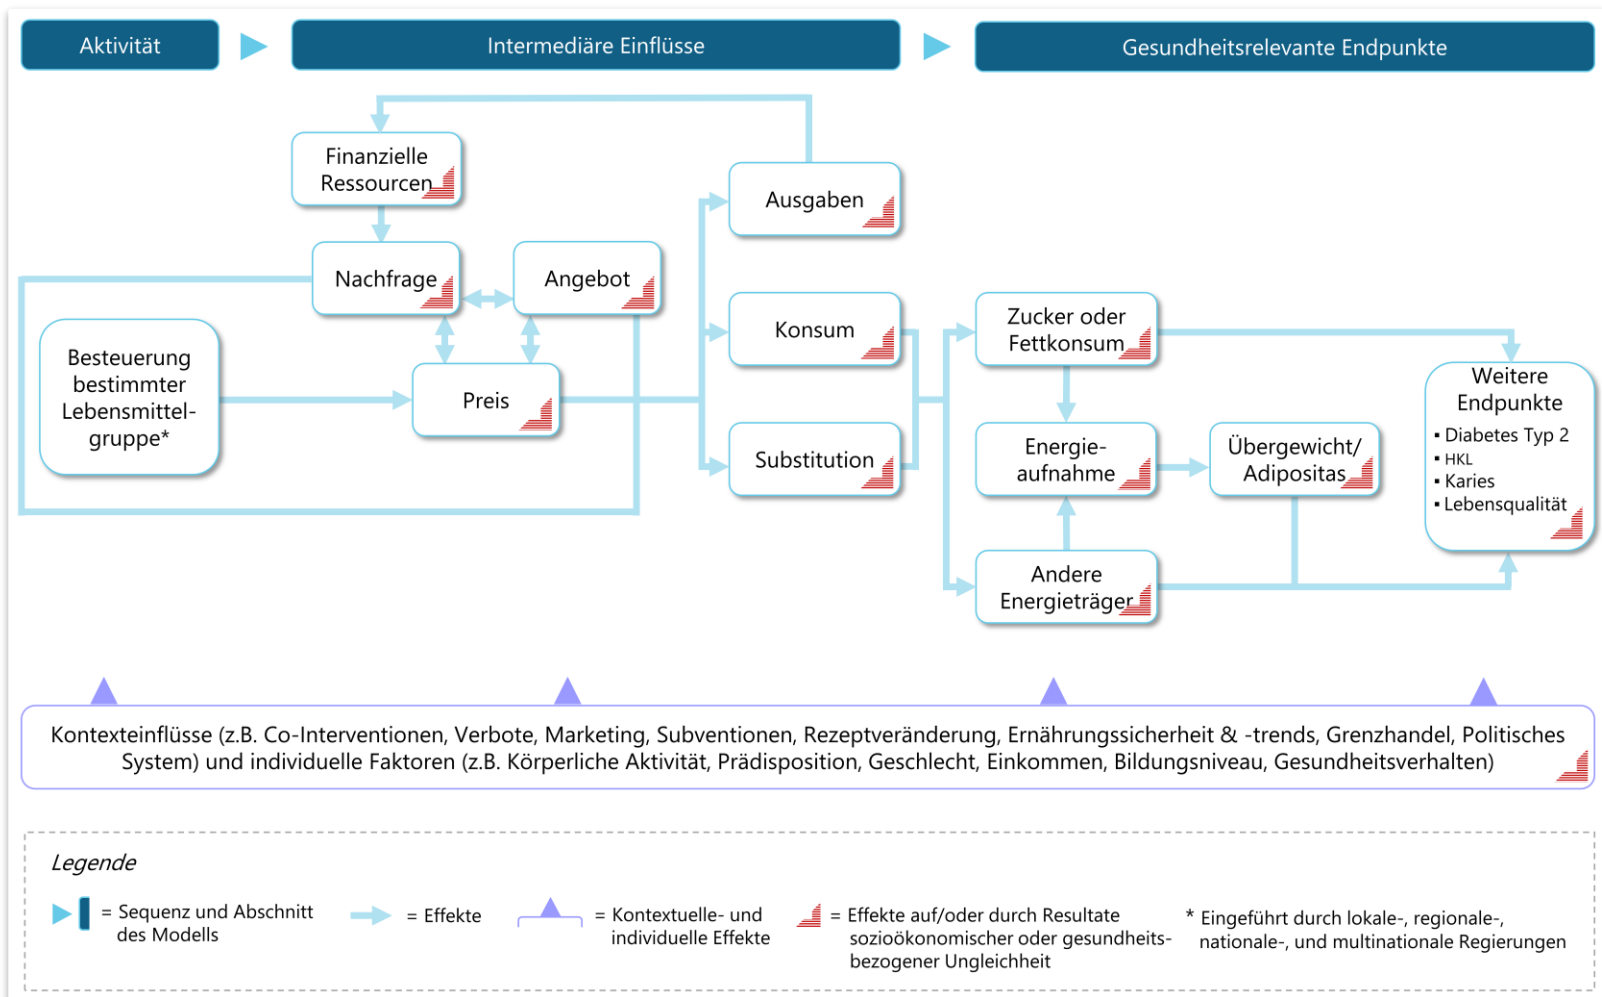 Aktivität
Intermediäre Einflüsse
Gesundheitsrelevante Endpunkte
Finanzielle
Ressourcen
Ausgaben
Nachfrage
Angebot
Besteuerung
bestimmter
Lebensmittel-
gruppe*
Preis
Konsum
Substitution
Zucker oder
Fettkonsum
Energie-
aufnahme
Andere
Energieträger
Übergewicht/
Adipositas
Weitere
Endpunkte
▪ Diabetes Typ 2
▪ HKL
▪ Karies
▪ Lebensqualität
Kontexteinflüsse (z.B. Co-Interventionen, Verbote, Marketing, Subventionen, Rezeptveränderung, Ernährungssicherheit & -trends, Grenzhandel, Politisches
System) und individuelle Faktoren (z.B. Körperliche Aktivität, Prädisposition, Geschlecht, Einkommen, Bildungsniveau, Gesundheitsverhalten)
Legende
= Sequenz und Abschnitt
des Modells
= Effekte
= Kontextuelle- und
individuelle Effekte
= Effekte auf/oder durch Resultate
sozioökonomischer oder gesundheits-
bezogener Ungleichheit
* Eingeführt durch lokale-, regionale-,
nationale-, und multinationale Regierungen